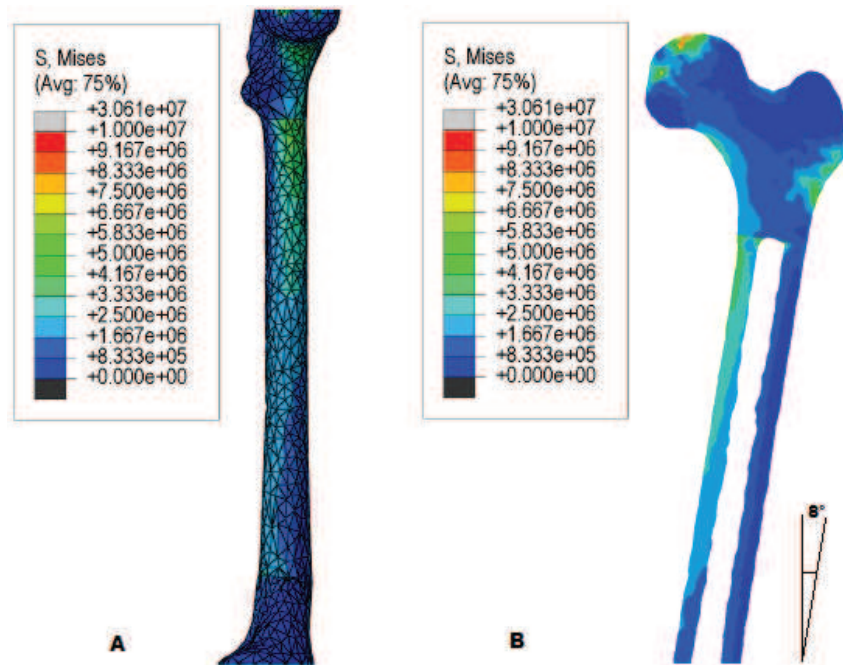 S, Mises
(Avg: 75%)
+3.061e+07
+1.000e+07
+9.167e+06
+8.333e+06
+7.500e+06
+6.667e+06
+5.833e+06
+5.000e+06
+4.167e+06
+3.333e+06
+2.500e+06
+1.667e+06
+8.333e+05
+0.000e+00
A
S, Mises
(Avg: 75%)
+3.061e+07
+1.000e+07
+9.167e+06
+8.333e+06
+7.500e+06
+6.667e+06
+5.833e+06
+5.000e+06
+4.167e+06
+3.333e+06
+2.500e+06
+1.667e+06
+8.333e+05
+0.000e+00
8°
B